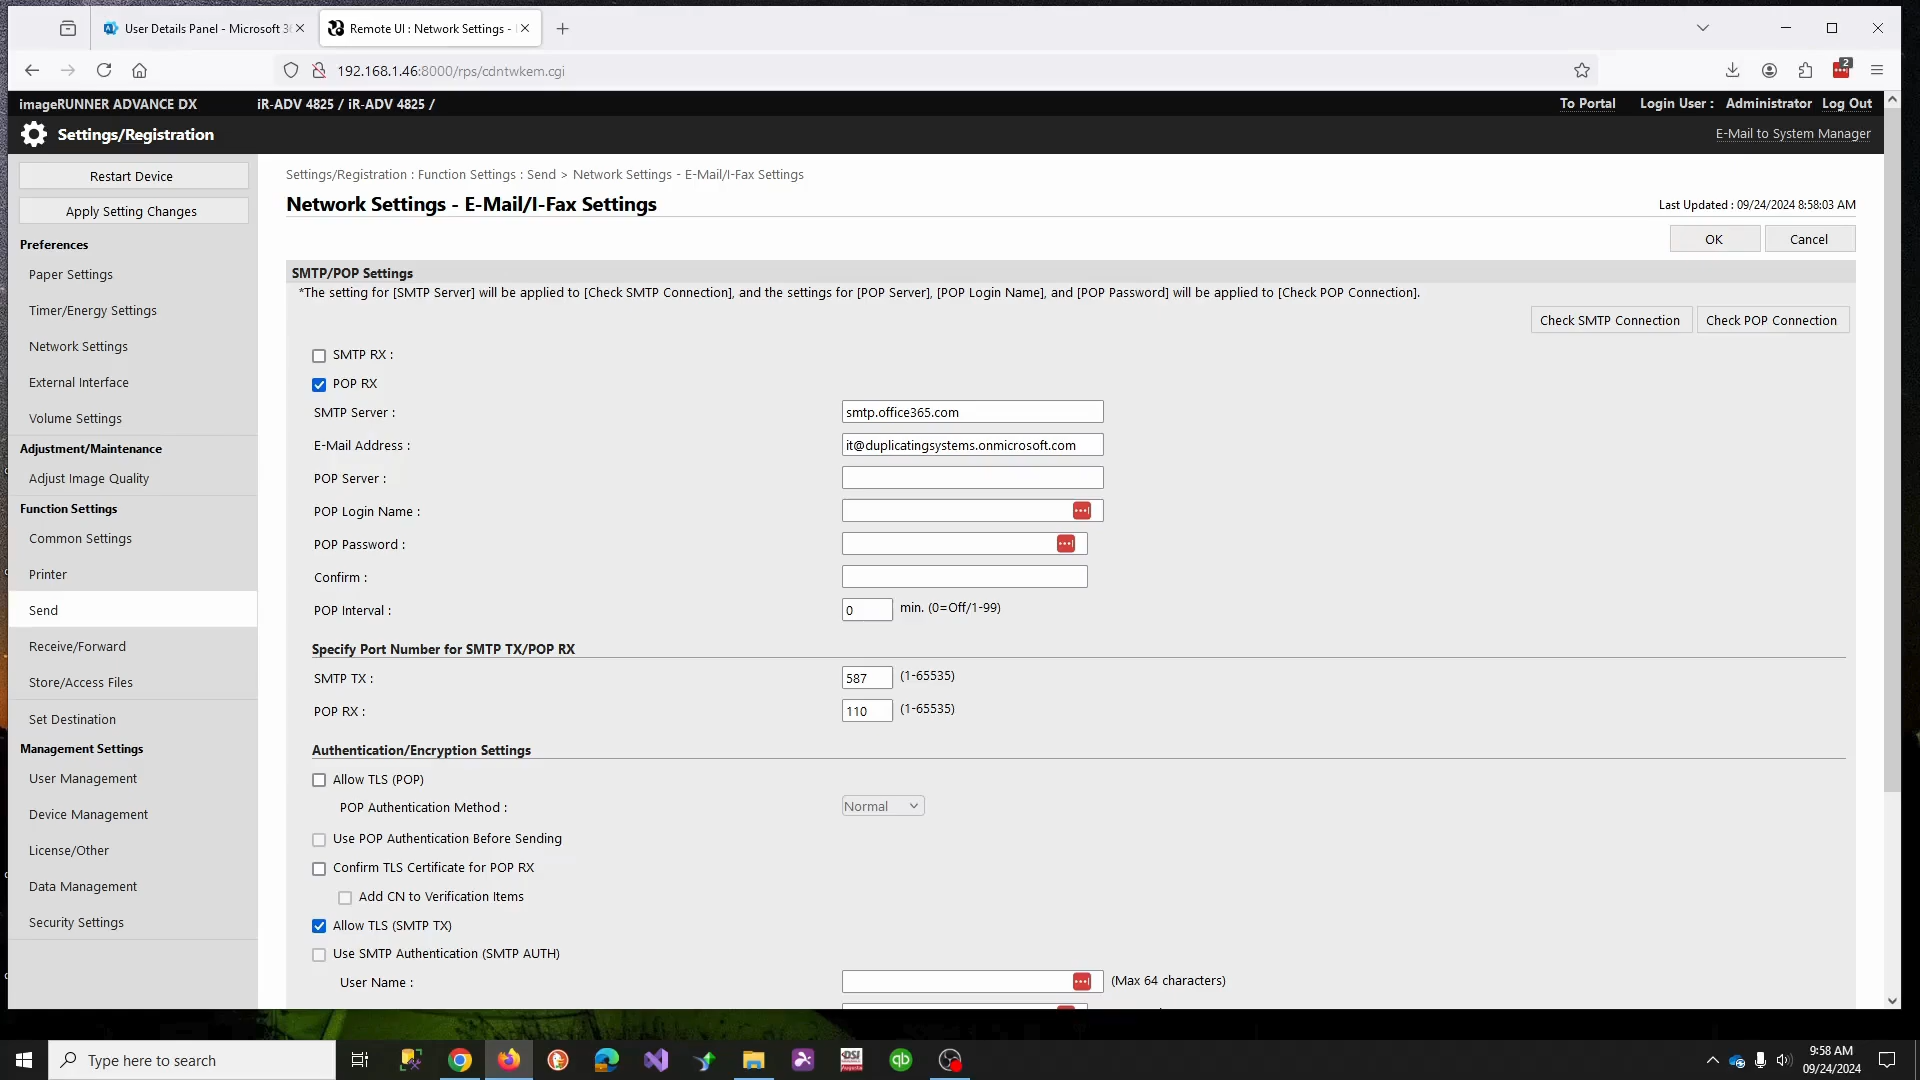 User Details Panel - Microsoft 36
Remote UI : Network Settings -
192.168.1.46:8000/rps/cdntwkem.cgi
2
imageRUNNER ADVANCE DX
iR-ADV 4825 / iR-ADV 4825 /
To Portal
Login User :
Administrator
Log Out
Settings/Registration
E-Mail to System Manager
Restart Device
Apply Setting Changes
Preferences
Paper Settings
Timer/Energy Settings
Network Settings
External Interface
Volume Settings
Adjustment/Maintenance
Adjust Image Quality
Function Settings
Common Settings
Printer
Send
Receive/Forward
Store/Access Files
Set Destination
Management Settings
User Management
Device Management
License/Other
Data Management
Security Settings
Settings/Registration : Function Settings : Send > Network Settings - E-Mail/I-Fax Settings
Network Settings - E-Mail/I-Fax Settings
Last Updated : 09/24/2024 8:58:03 AM
OK
Cancel
SMTP/POP Settings
*The setting for [SMTP Server] will be applied to [Check SMTP Connection], and the settings for [POP Server], [POP Login Name], and [POP Password] will be applied to [Check POP Connection].
Check SMTP Connection
Check POP Connection
SMTP RX :
POP RX
SMTP Server :
smtp.office365.com
E-Mail Address :
it@duplicatingsystems.onmicrosoft.com
POP Server :
POP Login Name :
POP Password :
Confirm :
POP Interval :
0
min. (0=Off/1-99)
Specify Port Number for SMTP TX/POP RX
SMTP TX :
587
(1-65535)
POP RX :
110
(1-65535)
Authentication/Encryption Settings
Allow TLS (POP)
POP Authentication Method :
Normal
Use POP Authentication Before Sending
Confirm TLS Certificate for POP RX
Add CN to Verification Items
Allow TLS (SMTP TX)
Use SMTP Authentication (SMTP AUTH)
User Name :
(Max 64 characters)
Type here to search
DSI
9:58 AM
09/24/2024